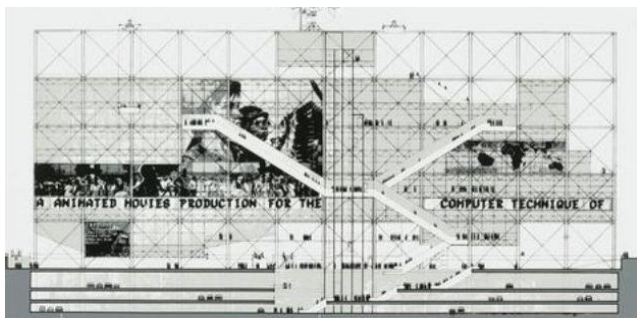 A ANIMATED MOVIES PRODUCTION FOR THE
COMPUTER TECHNIQUE OF